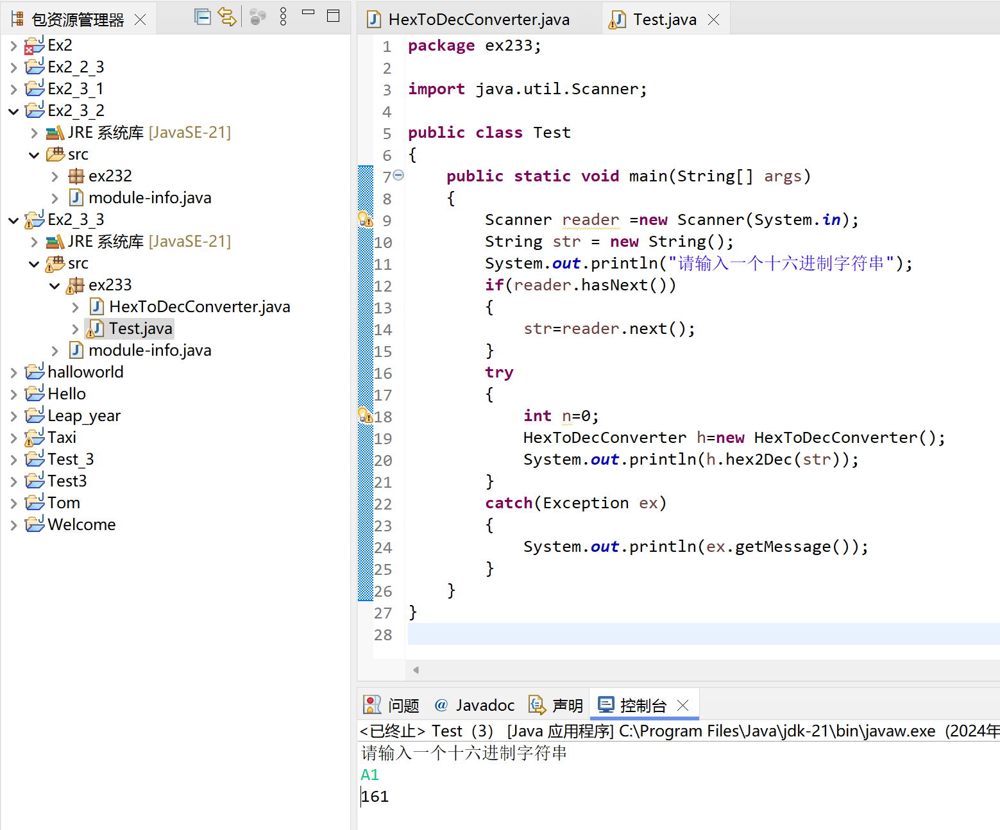 包资源管理器
Ex2
Ex2_2_3
Ex2_3_1
Ex2_3_2
JRE 系统库 [JavaSE-21]
src
ex232
module-info.java
Ex2_3_3
JRE 系统库 [JavaSE-21]
src
ex233
HexToDecConverter.java
Test.java
module-info.java
halloworld
Hello
Leap_year
Taxi
Test_3
Test3
Tom
Welcome
HexToDecConverter.java Test.java
1 package ex233;
2
3 import java.util.Scanner;
4
5 public class Test
6 {
7 public static void main(String[] args)
8 {
9 Scanner reader =new Scanner(System.in);
10 String str = new String();
11 System.out.println("请输入一个十六进制字符串");
12 if(reader.hasNext())
13 {
14 str=reader.next();
15 }
16 try
17 {
18 int n=0;
19 HexToDecConverter h=new HexToDecConverter();
20 System.out.println(h.hex2Dec(str));
21 }
22 catch(Exception ex)
23 {
24 System.out.println(ex.getMessage());
25 }
26 }
27 }
28
问题 @ Javadoc 声明 控制台
<已终止> Test（3） [Java 应用程序] C:\Program Files\Java\jdk-21\bin\javaw.exe（2024年
请输入一个十六进制字符串
A1
161